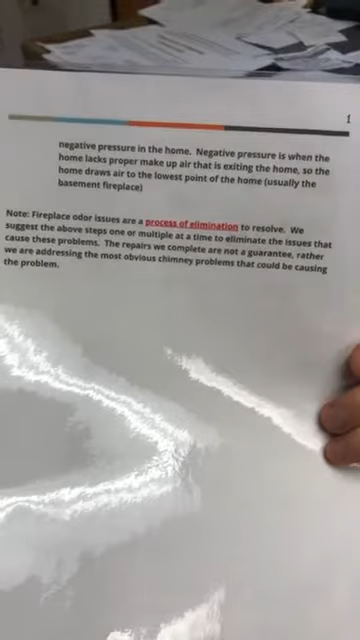 1
negative pressure in the home. Negative pressure is when the
home lacks proper make up air that is exiting the home, so the
home draws air to the lowest point of the home (usually the
basement fireplace)
Note: Fireplace odor issues are a process of elimination to resolve. We
suggest the above steps one or multiple at a time to eliminate the issues that
cause these problems. The repairs we complete are not a guarantee, rather
we are addressing the most obvious chimney problems that could be causing
the problem.